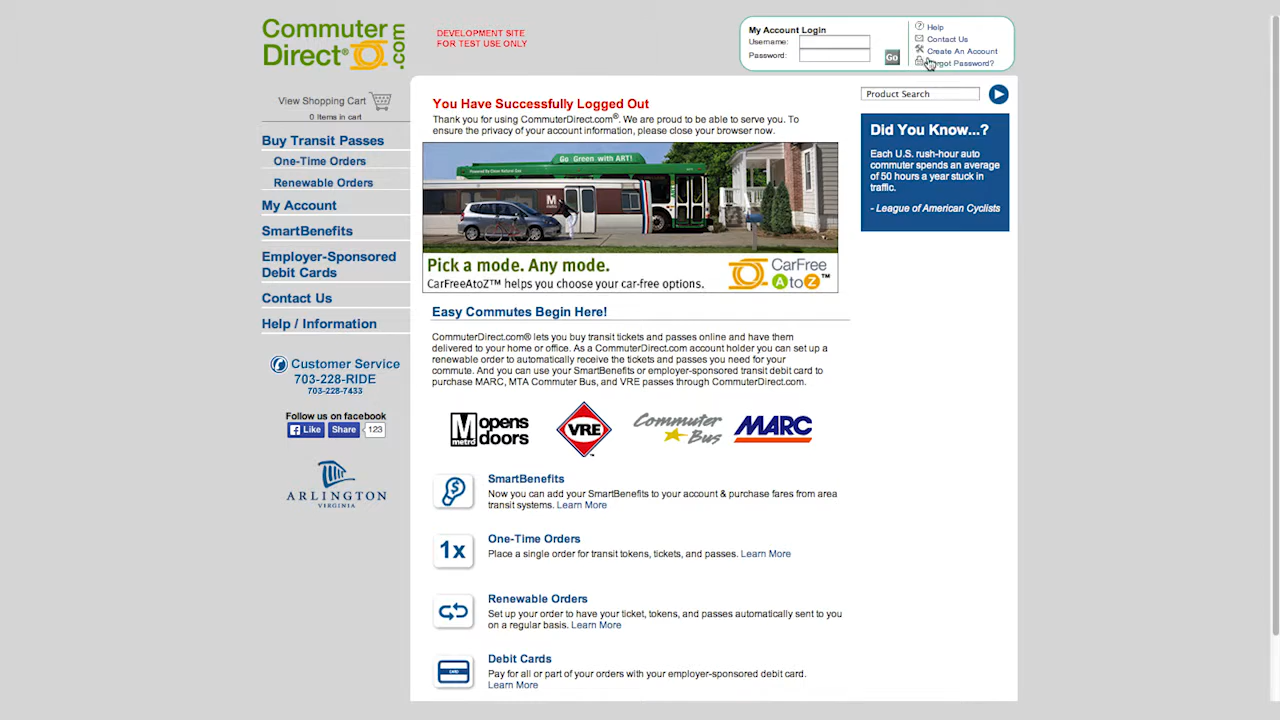 Commuter
Direct®
.com
DEVELOPMENT SITE
FOR TEST USE ONLY
My Account Login
Username:
Password:
Go
Help
Contact Us
Create An Account
Forgot Password?
View Shopping Cart
0 Items in cart
Buy Transit Passes
One-Time Orders
Renewable Orders
My Account
SmartBenefits
Employer-Sponsored
Debit Cards
Contact Us
Help / Information
Customer Service
703-228-RIDE
703-228-7433
Follow us on facebook
Like Share 123
ARLINGTON
VIRGINIA
You Have Successfully Logged Out
Thank you for using CommuterDirect.com®. We are proud to be able to serve you. To
ensure the privacy of your account information, please close your browser now.
Go Green with ART!
Powered by Clean Natural Gas
M
Pick a mode. Any mode.
CarFreeAtoZ™ helps you choose your car-free options.
CarFree
A to Z™
Easy Commutes Begin Here!
CommuterDirect.com® lets you buy transit tickets and passes online and have them
delivered to your home or office. As a CommuterDirect.com account holder you can set up a
renewable order to automatically receive the tickets and passes you need for your
commute. And you can use your SmartBenefits or employer-sponsored transit debit card to
purchase MARC, MTA Commuter Bus, and VRE passes through CommuterDirect.com.
M metro opens doors
VRE
Commuter Bus
MARC
SmartBenefits
Now you can add your SmartBenefits to your account & purchase fares from area
transit systems. Learn More
1x
One-Time Orders
Place a single order for transit tokens, tickets, and passes. Learn More
Renewable Orders
Set up your order to have your ticket, tokens, and passes automatically sent to you
on a regular basis. Learn More
CARD
Debit Cards
Pay for all or part of your orders with your employer-sponsored debit card.
Learn More
Product Search
Did You Know...?
Each U.S. rush-hour auto
commuter spends an average
of 50 hours a year stuck in
traffic.
- League of American Cyclists